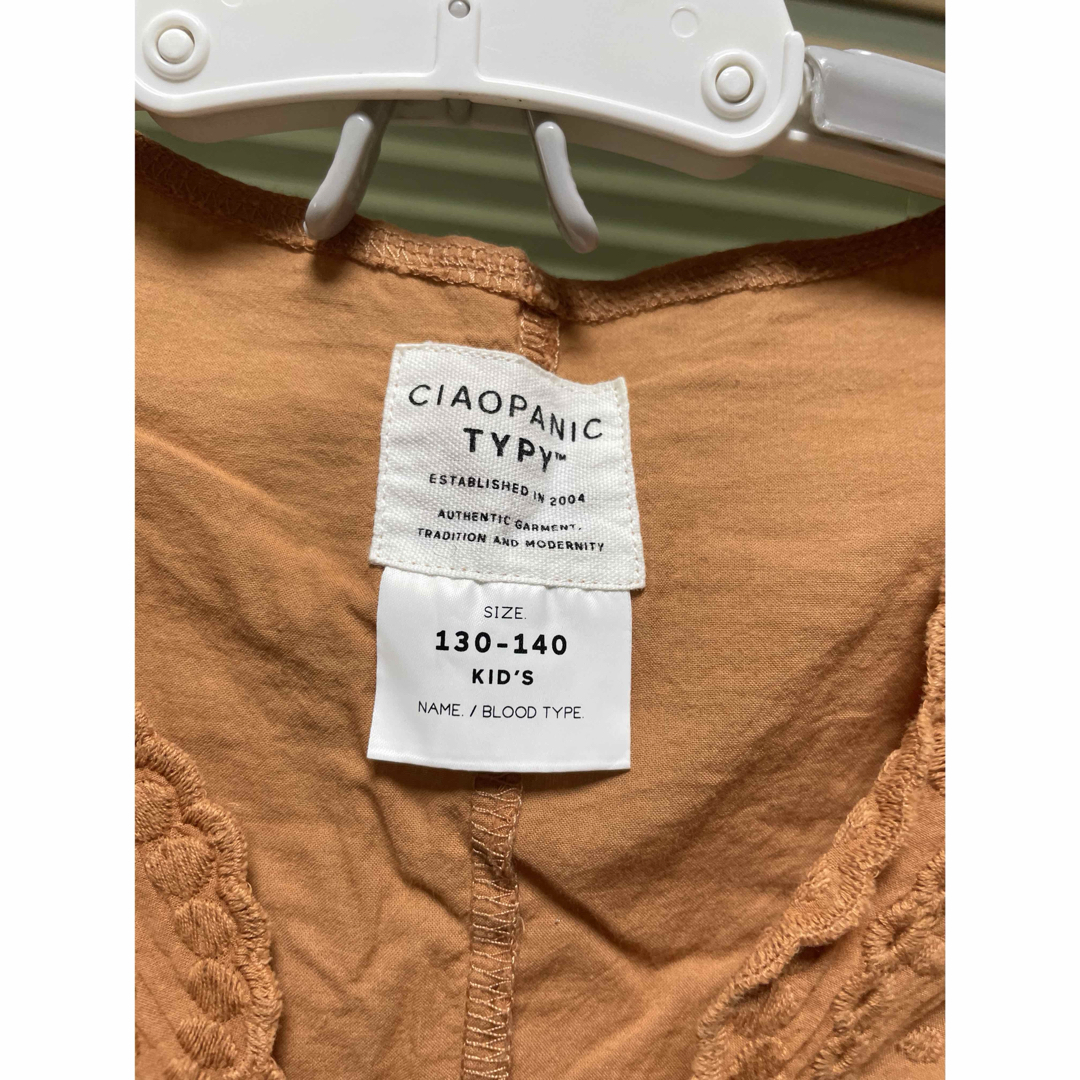 CIAOPANIC
TYPY™
ESTABLISHED IN 2004
AUTHENTIC GARMENT.
TRADITION AND MODERNITY
SIZE.
130-140
KID'S
NAME. / BLOOD TYPE.